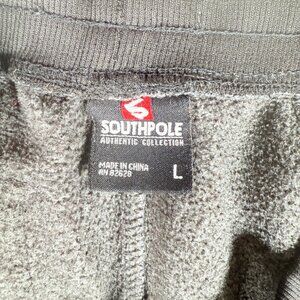 SOUTHPOLE
AUTHENTIC COLLECTION
MADE IN CHINA
RN 82628
L